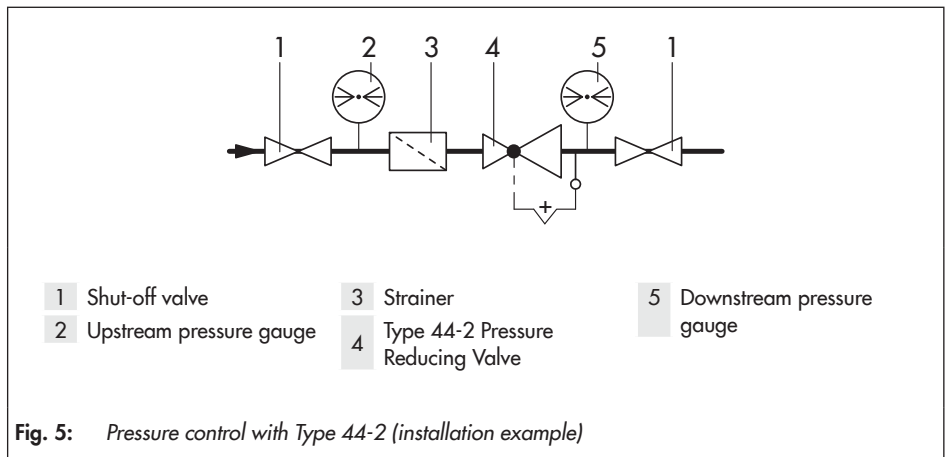 1 2 3 4 5 1
+
1 Shut-off valve
2 Upstream pressure gauge
3 Strainer
4 Type 44-2 Pressure
Reducing Valve
5 Downstream pressure
gauge
Fig. 5: Pressure control with Type 44-2 (installation example)